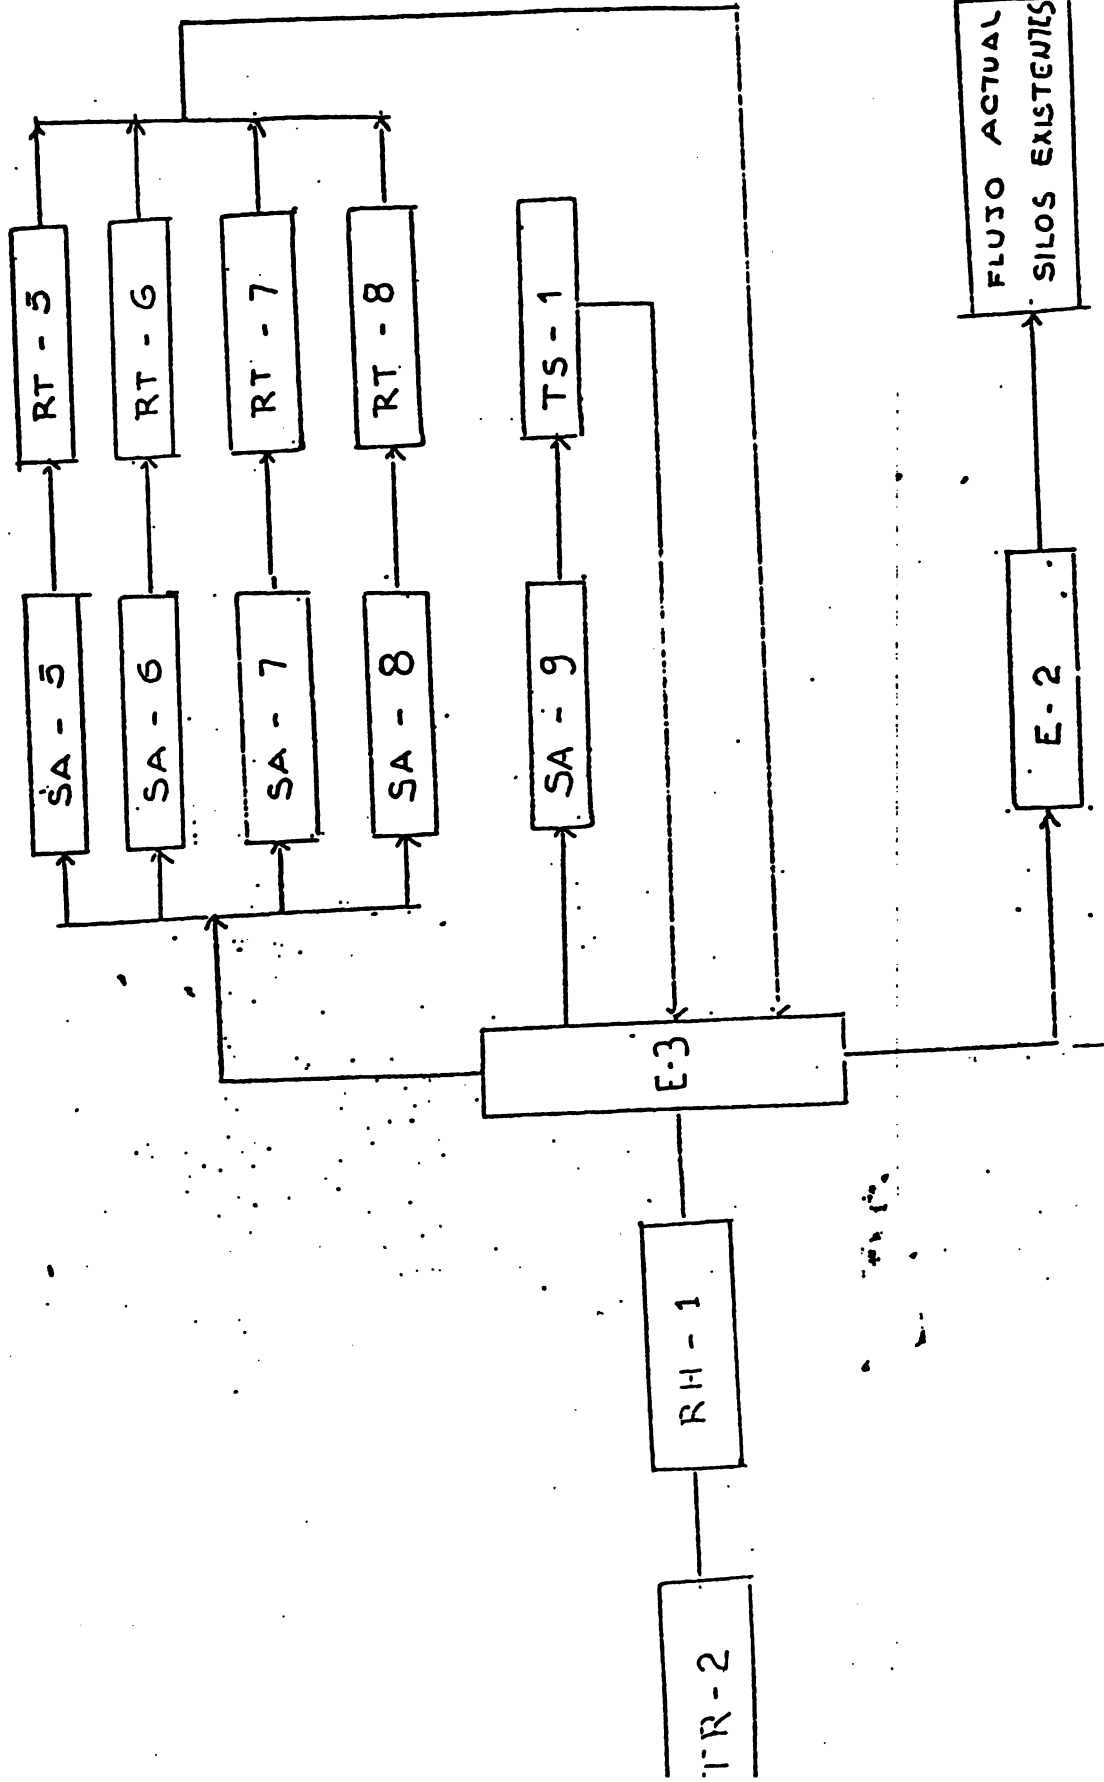 SA - 5
RT - 5
SA - 6
RT - 6
SA - 7
RT - 7
SA - 8
RT - 8
SA - 9
TS - 1
TR - 2
RH - 1
E-3
E-2
FLUJO ACTUAL
SILOS EXISTENTES